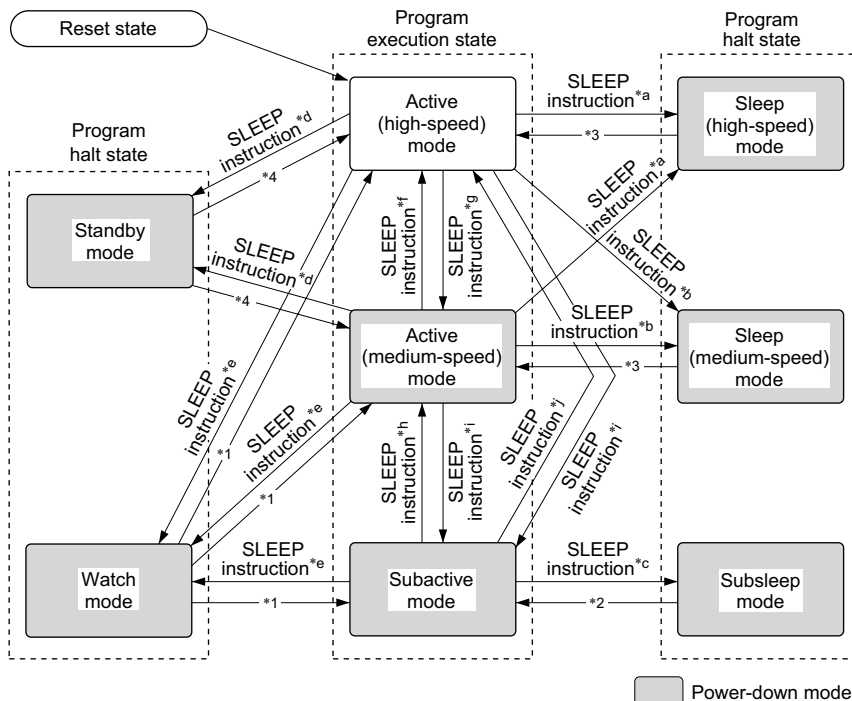 Reset state
Program
execution state
Program
halt state
Program
halt state
Active
(high-speed)
mode
SLEEP
instruction*a
*3
Sleep
(high-speed)
mode
SLEEP
instruction*d
*4
Standby
mode
SLEEP
instruction*d
*4
SLEEP
instruction*f
SLEEP
instruction*g
SLEEP
instruction*a
SLEEP
instruction*b
Active
(medium-speed)
mode
SLEEP
instruction*b
*3
Sleep
(medium-speed)
mode
SLEEP
instruction*e
*1
SLEEP
instruction*e
*1
SLEEP
instruction*h
SLEEP
instruction*i
SLEEP
instruction*j
SLEEP
instruction*i
Watch
mode
SLEEP
instruction*e
*1
Subactive
mode
SLEEP
instruction*c
*2
Subsleep
mode
Power-down mode